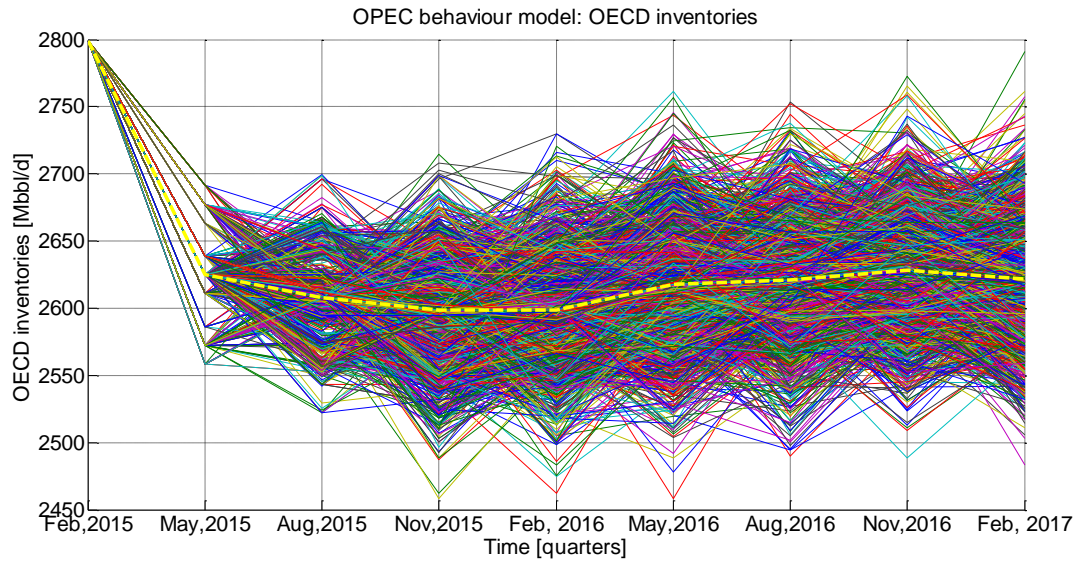 OPEC behaviour model: OECD inventories
OECD inventories [Mbbl/d]
2800
2750
2700
2650
2600
2550
2500
2450
Feb,2015 May,2015 Aug,2015 Nov,2015 Feb, 2016 May,2016 Aug,2016 Nov,2016 Feb, 2017
Time [quarters]